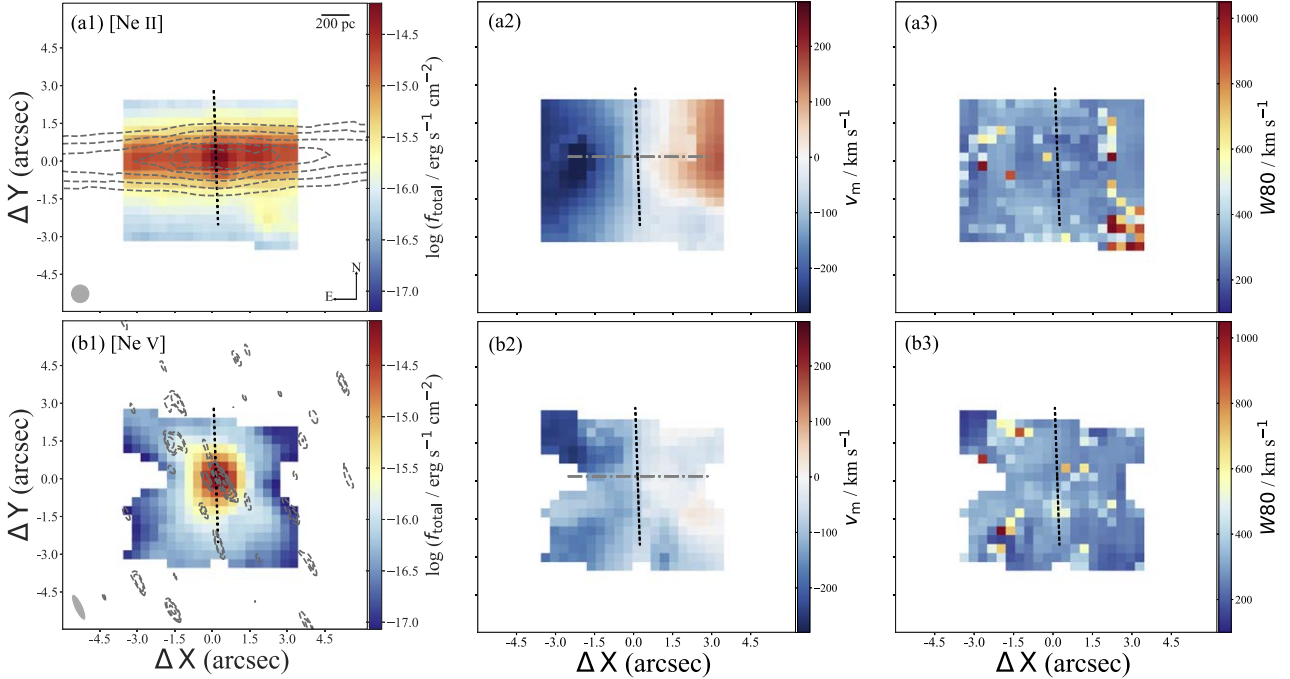 (a1) [Ne II]
200 pc
4.5
3.0
1.5
0.0
-1.5
-3.0
-4.5
Δ Y (arcsec)
N
E
−14.5
−15.0
−15.5
−16.0
−16.5
−17.0
log (f_total / erg s⁻¹ cm⁻²)
(a2)
200
100
0
−100
−200
v_m / km s⁻¹
(a3)
1000
800
600
400
200
W80 / km s⁻¹
(b1) [Ne V]
4.5
3.0
1.5
0.0
-1.5
-3.0
-4.5
Δ Y (arcsec)
-4.5 -3.0 -1.5 0.0 1.5 3.0 4.5
Δ X (arcsec)
−14.5
−15.0
−15.5
−16.0
−16.5
−17.0
log (f_total / erg s⁻¹ cm⁻²)
(b2)
-4.5 -3.0 -1.5 0.0 1.5 3.0 4.5
Δ X (arcsec)
200
100
0
−100
−200
v_m / km s⁻¹
(b3)
-4.5 -3.0 -1.5 0.0 1.5 3.0 4.5
Δ X (arcsec)
1000
800
600
400
200
W80 / km s⁻¹